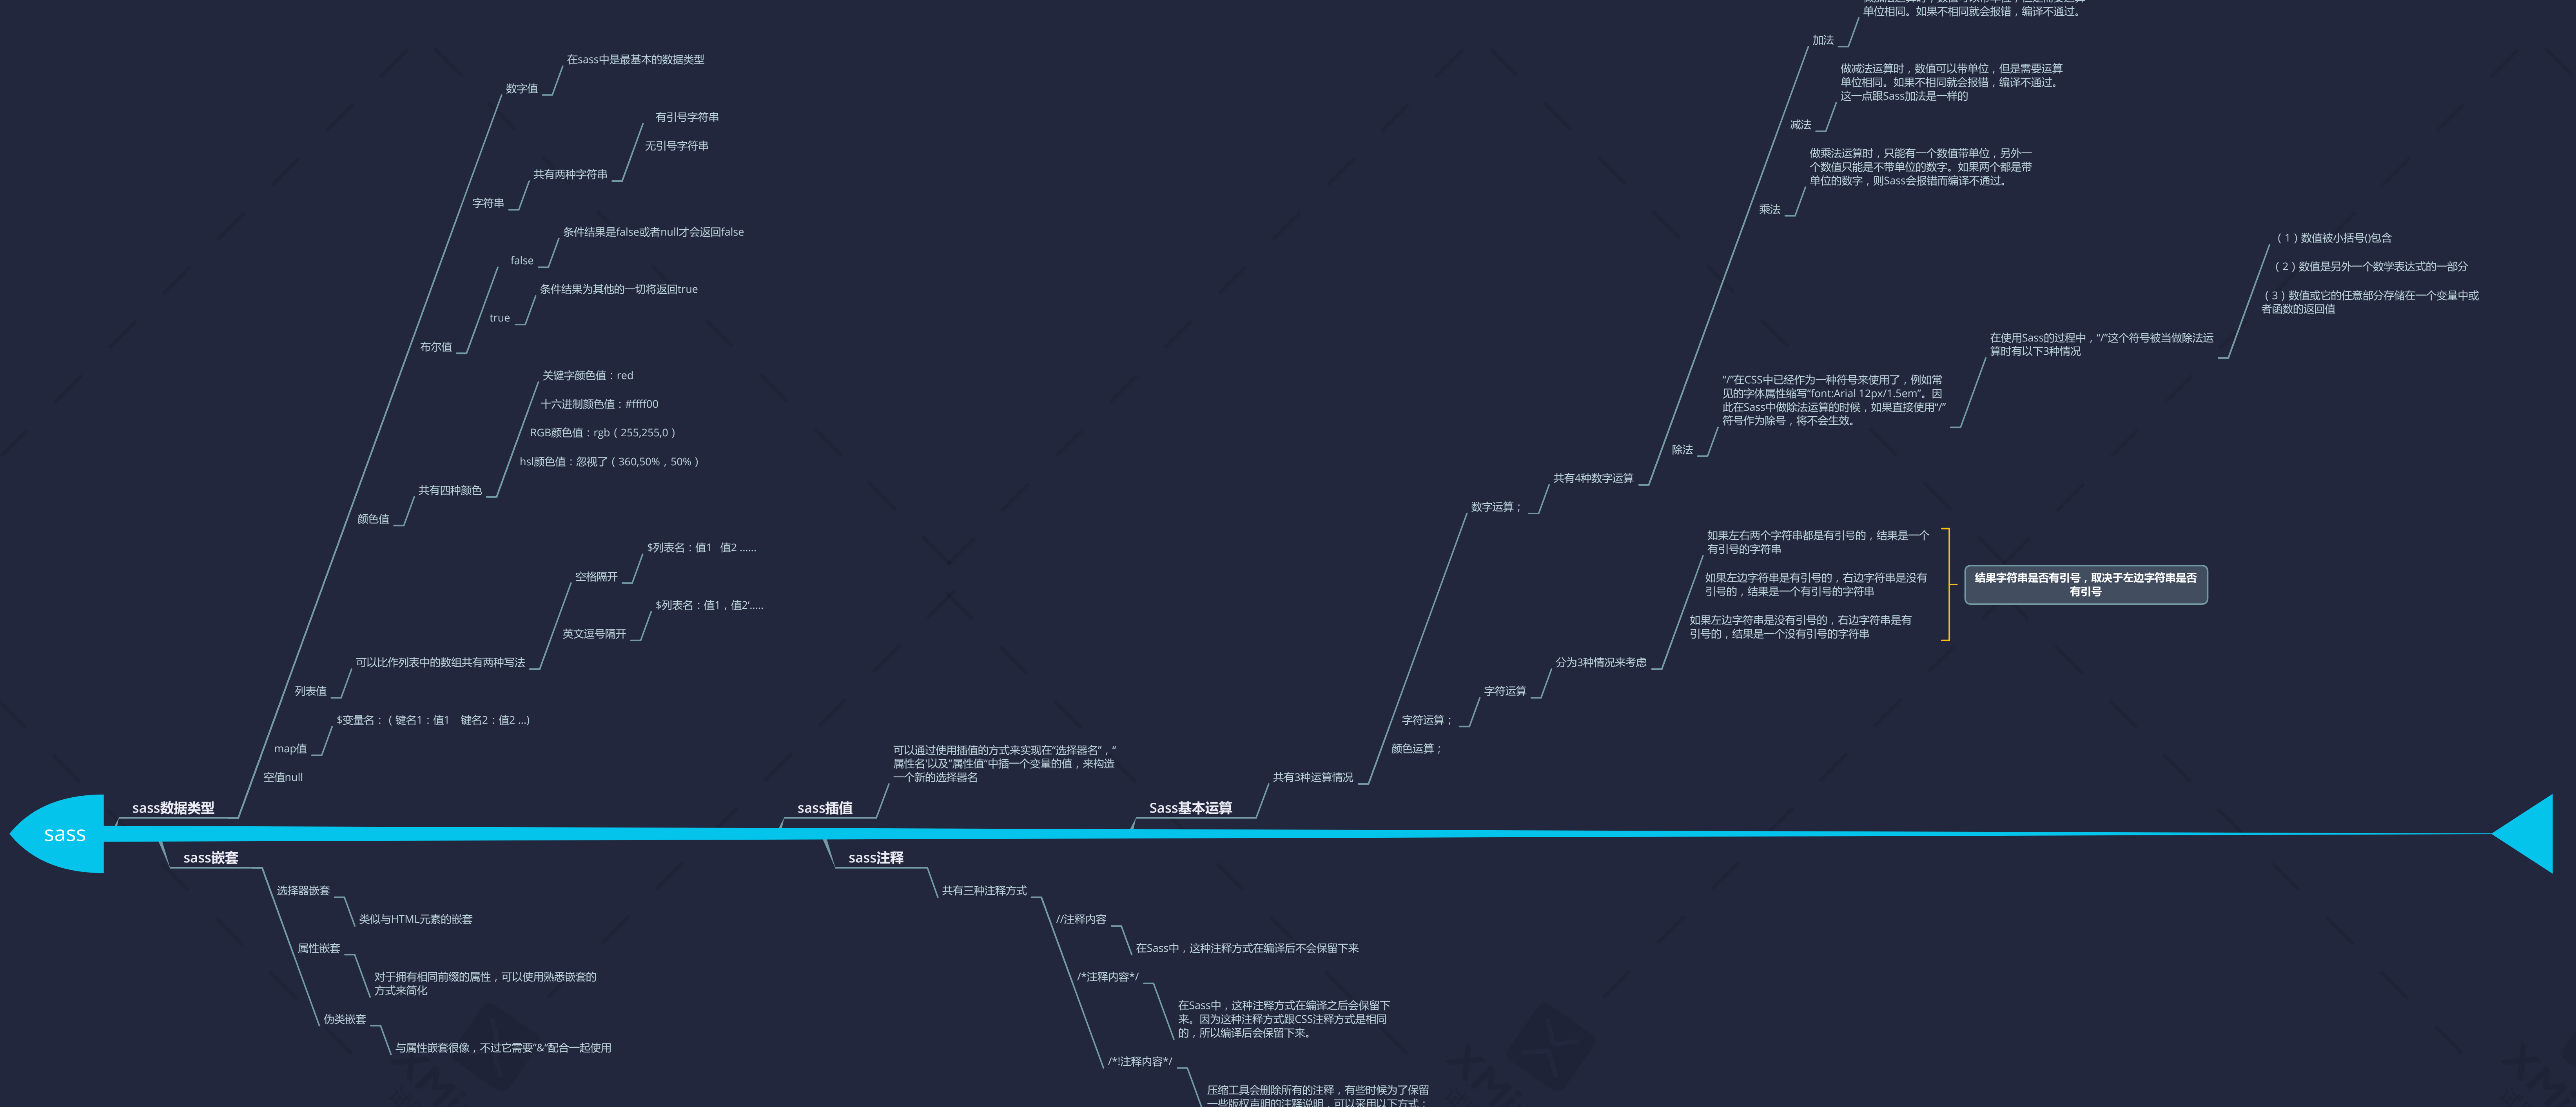 sass
sass数据类型
数字值
在sass中是最基本的数据类型
字符串
共有两种字符串
有引号字符串
无引号字符串
布尔值
false
条件结果是false或者null才会返回false
true
条件结果为其他的一切将返回true
颜色值
共有四种颜色
关键字颜色值：red
十六进制颜色值：#ffff00
RGB颜色值：rgb（255,255,0）
hsl颜色值：忽视了（360,50%，50%）
列表值
可以比作列表中的数组共有两种写法
空格隔开
$列表名：值1 值2 ......
英文逗号隔开
$列表名：值1，值2‘.....
map值
$变量名：（键名1：值1 键名2：值2 ...)
空值null
sass嵌套
选择器嵌套
类似与HTML元素的嵌套
属性嵌套
对于拥有相同前缀的属性，可以使用熟悉嵌套的
方式来简化
伪类嵌套
与属性嵌套很像，不过它需要”&“配合一起使用
sass插值
可以通过使用插值的方式来实现在“选择器名”，“
属性名'以及”属性值“中插一个变量的值，来构造
一个新的选择器名
sass注释
共有三种注释方式
//注释内容
在Sass中，这种注释方式在编译后不会保留下来
/*注释内容*/
在Sass中，这种注释方式在编译之后会保留下
来。因为这种注释方式跟CSS注释方式是相同
的，所以编译后会保留下来。
/*!注释内容*/
压缩工具会删除所有的注释，有些时候为了保留
一些版权声明的注释说明，可以采用以下方式：
Sass基本运算
共有3种运算情况
数字运算；
共有4种数字运算
加法
做加法运算时，数值可以带单位，但是需要运算
单位相同。如果不相同就会报错，编译不通过。
减法
做减法运算时，数值可以带单位，但是需要运算
单位相同。如果不相同就会报错，编译不通过。
这一点跟Sass加法是一样的
乘法
做乘法运算时，只能有一个数值带单位，另外一
个数值只能是不带单位的数字。如果两个都是带
单位的数字，则Sass会报错而编译不通过。
除法
“/”在CSS中已经作为一种符号来使用了，例如常
见的字体属性缩写“font:Arial 12px/1.5em”。因
此在Sass中做除法运算的时候，如果直接使用“/”
符号作为除号，将不会生效。
在使用Sass的过程中，“/”这个符号被当做除法运
算时有以下3种情况
（1）数值被小括号()包含
（2）数值是另外一个数学表达式的一部分
（3）数值或它的任意部分存储在一个变量中或
者函数的返回值
字符运算；
字符运算
分为3种情况来考虑
如果左右两个字符串都是有引号的，结果是一个
有引号的字符串
如果左边字符串是有引号的，右边字符串是没有
引号的，结果是一个有引号的字符串
如果左边字符串是没有引号的，右边字符串是有
引号的，结果是一个没有引号的字符串
结果字符串是否有引号，取决于左边字符串是否
有引号
颜色运算；